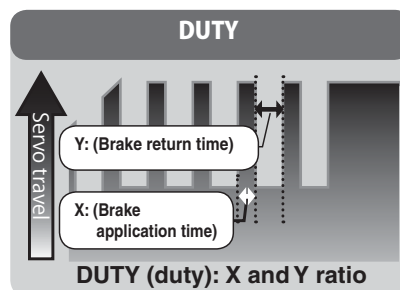 DUTY
Servo travel
Y: (Brake return time)
X: (Brake
application time)
DUTY (duty): X and Y ratio